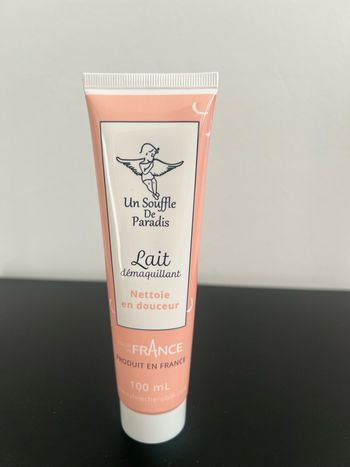 Un Souffle
De
Paradis
Lait
démaquillant
Nettoie
en douceur
FRANCE
PRODUIT EN FRANCE
100 mL